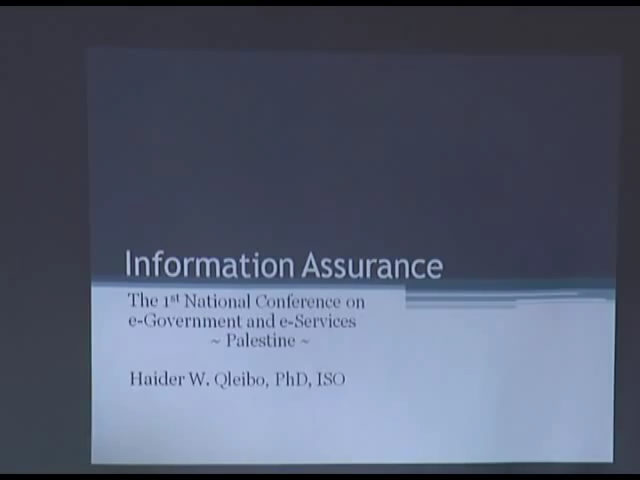 Information Assurance
The 1st National Conference on
e-Government and e-Services
~ Palestine ~
Haider W. Qleibo, PhD, ISO